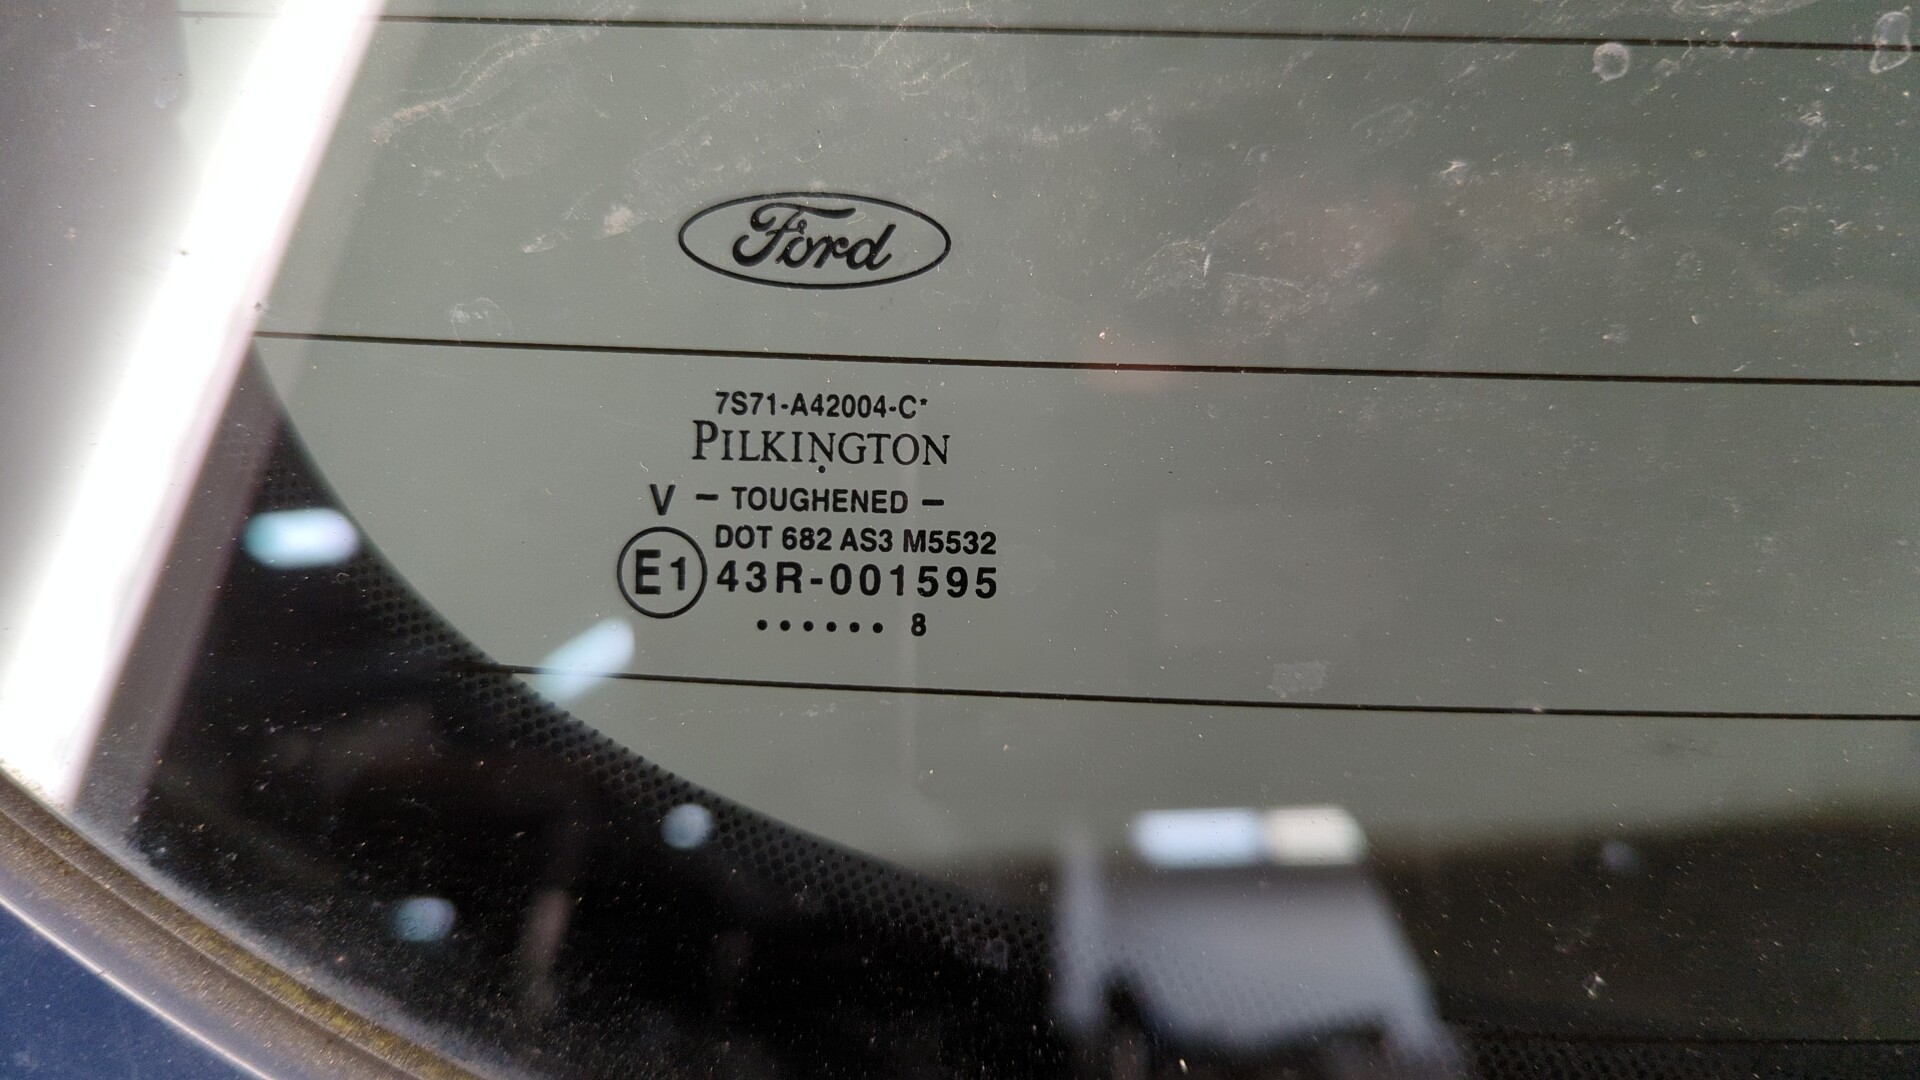 Ford
7S71-A42004-C*
PILKINGTON
V - TOUGHENED -
DOT 682 AS3 M5532
E1 43R-001595
...... 8